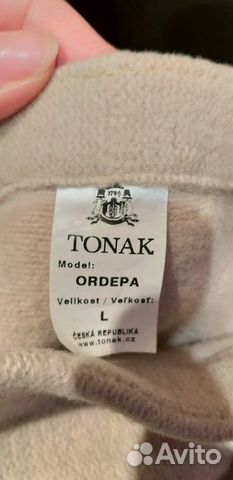 1799
TONAK
Model:
ORDEPA
Velikost / Veľkosť:
L
ČESKÁ REPUBLIKA
www.tonak.cz
Avito